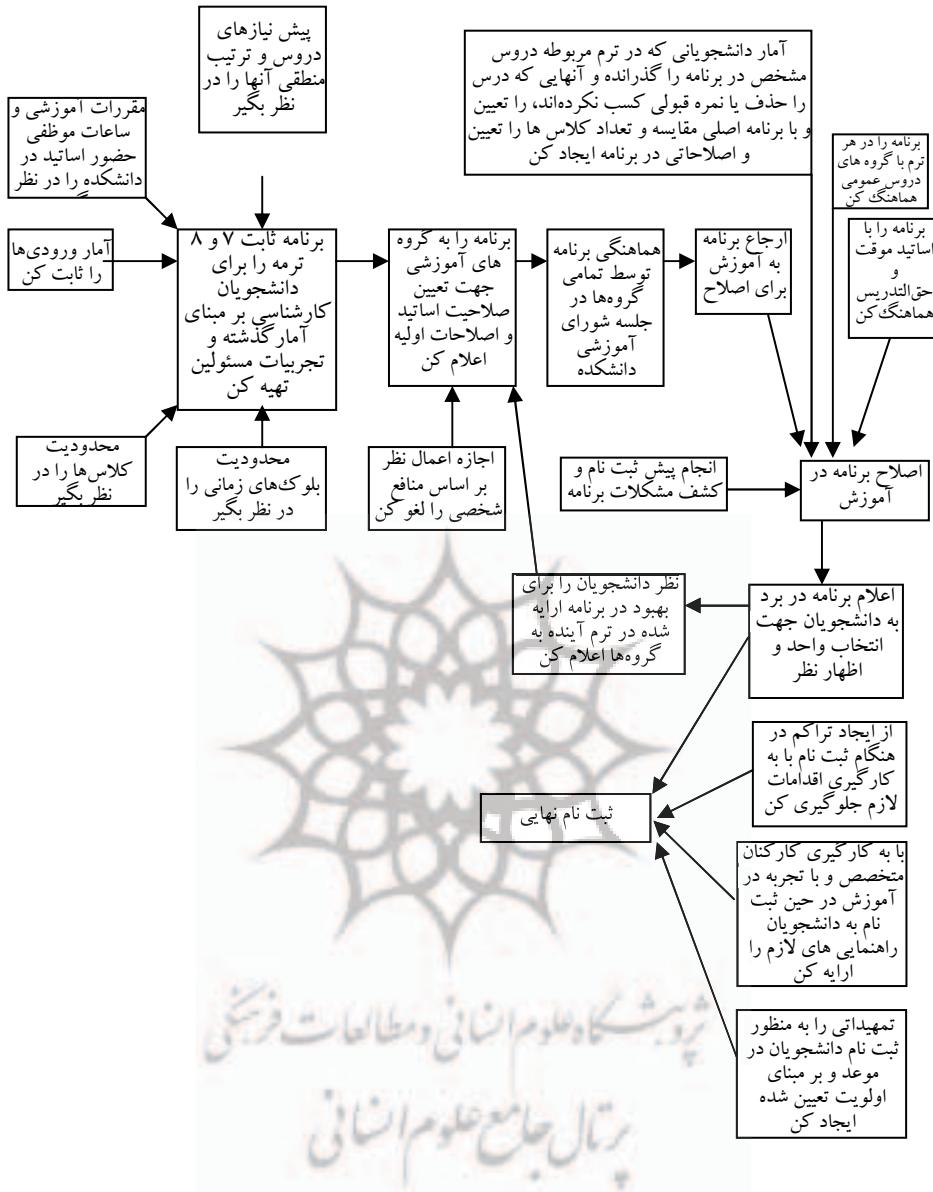 پیش نیازهای
دروس و ترتیب
منطقی آنها را در
نظر بگیر
آمار دانشجویانی که در ترم مربوطه دروس
مشخص در برنامه را گذرانده و آنهایی که درس
را حذف یا نمره قبولی کسب نکرده‌اند، را تعیین
و با برنامه اصلی مقایسه و تعداد کلاس ها را تعیین
و اصلاحاتی در برنامه ایجاد کن
مقررات آموزشی و
ساعات موظفی
حضور اساتید در
دانشکده را در نظر
برنامه را در هر
ترم با گروه های
دروس عمومی
هماهنگ کن
برنامه را با
اساتید موقت
و
حق‌التدریس
هماهنگ کن
آمار ورودی‌ها
را ثابت کن
برنامه ثابت ۷ و ۸
ترمه را برای
دانشجویان
کارشناسی بر مبنای
آمار گذشته و
تجربیات مسئولین
تهیه کن
برنامه را به گروه
های آموزشی
جهت تعیین
صلاحیت اساتید
و اصلاحات اولیه
اعلام کن
هماهنگی برنامه
توسط تمامی
گروه‌ها در
جلسه شورای
آموزشی
دانشکده
ارجاع برنامه
به آموزش
برای اصلاح
محدودیت
کلاس‌ها را در
نظر بگیر
محدودیت
بلوک‌های زمانی را
در نظر بگیر
اجازه اعمال نظر
بر اساس منافع
شخصی را لغو کن
انجام پیش ثبت نام و
کشف مشکلات برنامه
اصلاح برنامه در
آموزش
نظر دانشجویان را برای
بهبود در برنامه ارایه
شده در ترم آینده به
گروه‌ها اعلام کن
اعلام برنامه در برد
به دانشجویان جهت
انتخاب واحد و
اظهار نظر
از ایجاد تراکم در
هنگام ثبت نام با به
کارگیری اقدامات
لازم جلوگیری کن
ثبت نام نهایی
با به کارگیری کارکنان
متخصص و با تجربه در
آموزش در حین ثبت
نام به دانشجویان
راهنمایی های لازم را
ارایه کن
تمهیداتی را به منظور
ثبت نام دانشجویان در
موعد و بر مبنای
اولویت تعیین شده
ایجاد کن
پژوهشگاه علوم انسانی و مطالعات فرهنگی
پرتال جامع علوم انسانی